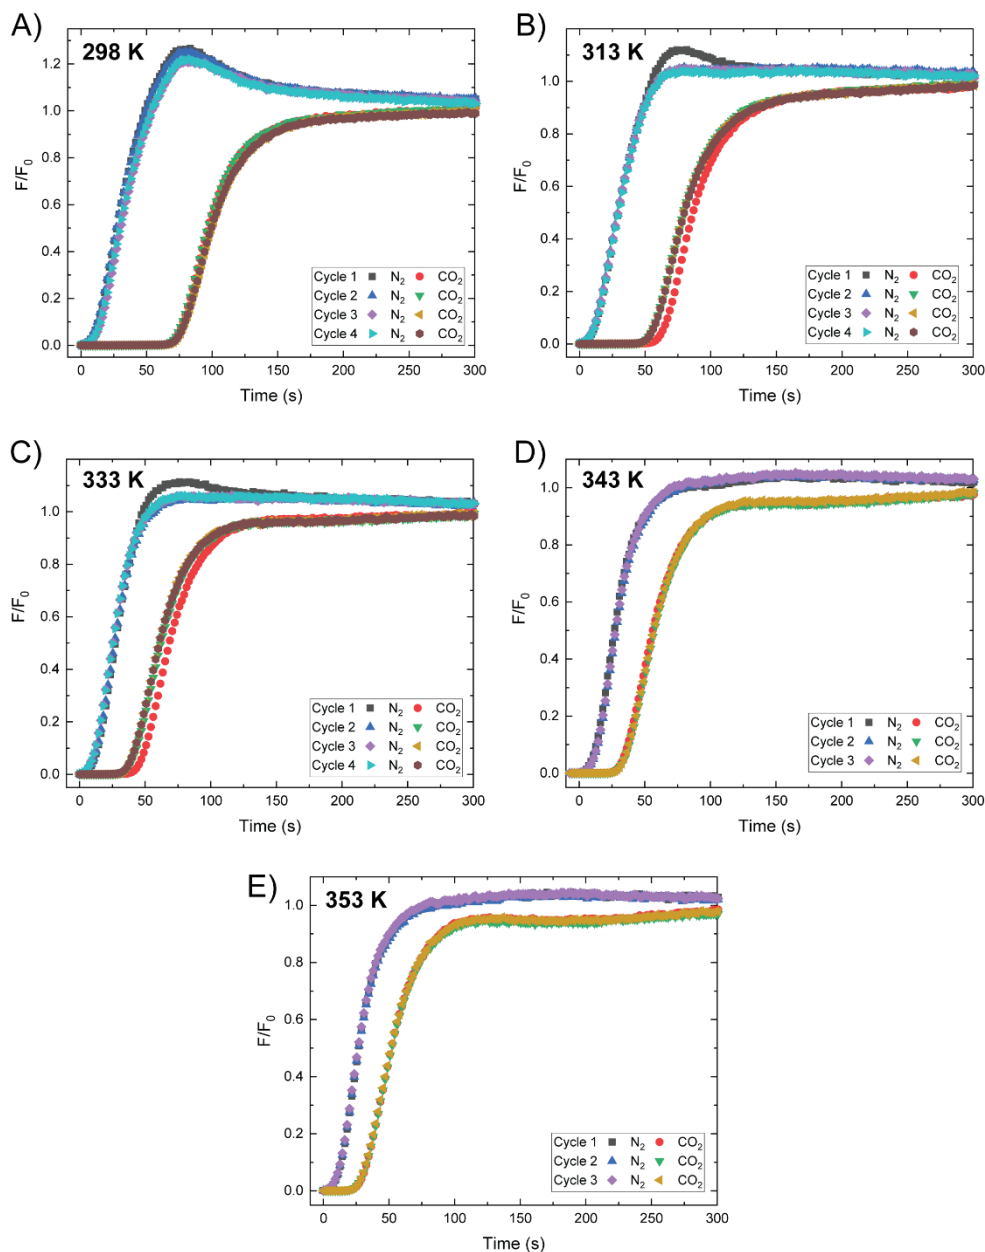 A)
298 K
1.2
1.0
0.8
0.6
0.4
0.2
0.0
F/F₀
0 50 100 150 200 250 300
Time (s)
Cycle 1 N₂ CO₂
Cycle 2 N₂ CO₂
Cycle 3 N₂ CO₂
Cycle 4 N₂ CO₂
B)
313 K
1.2
1.0
0.8
0.6
0.4
0.2
0.0
F/F₀
0 50 100 150 200 250 300
Time (s)
Cycle 1 N₂ CO₂
Cycle 2 N₂ CO₂
Cycle 3 N₂ CO₂
Cycle 4 N₂ CO₂
C)
333 K
1.0
0.8
0.6
0.4
0.2
0.0
F/F₀
0 50 100 150 200 250 300
Time (s)
Cycle 1 N₂ CO₂
Cycle 2 N₂ CO₂
Cycle 3 N₂ CO₂
Cycle 4 N₂ CO₂
D)
343 K
1.0
0.8
0.6
0.4
0.2
0.0
F/F₀
0 50 100 150 200 250 300
Time (s)
Cycle 1 N₂ CO₂
Cycle 2 N₂ CO₂
Cycle 3 N₂ CO₂
E)
353 K
1.0
0.8
0.6
0.4
0.2
0.0
F/F₀
0 50 100 150 200 250 300
Time (s)
Cycle 1 N₂ CO₂
Cycle 2 N₂ CO₂
Cycle 3 N₂ CO₂